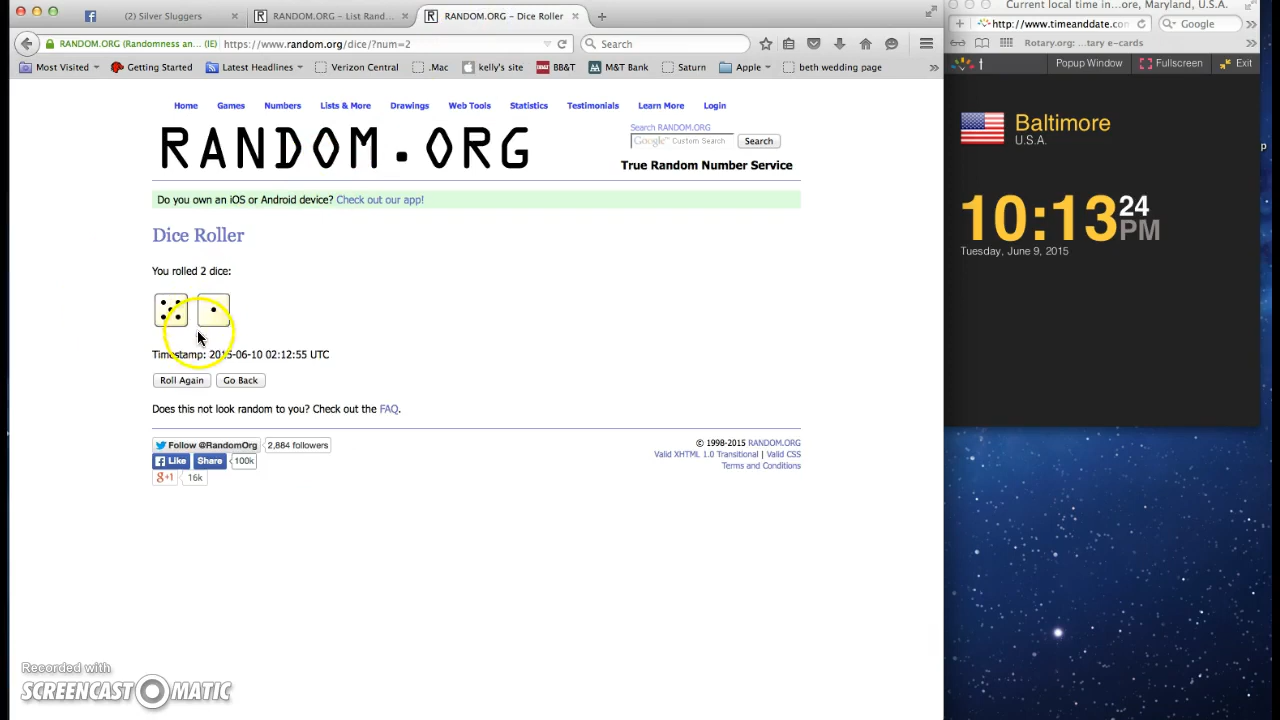 (2) Silver Sluggers
RANDOM.ORG - List Rand...
RANDOM.ORG - Dice Roller
RANDOM.ORG (Randomness an... (IE)
https://www.random.org/dice/?num=2
Search
Most Visited
Getting Started
Latest Headlines
Verizon Central
.Mac
kelly's site
BB&T
M&T Bank
Saturn
Apple
beth wedding page
Home Games Numbers Lists & More Drawings Web Tools Statistics Testimonials Learn More Login
RANDOM.ORG
Search RANDOM.ORG
Google Custom Search
Search
True Random Number Service
Do you own an iOS or Android device? Check out our app!
Dice Roller
You rolled 2 dice:
Timestamp: 2015-06-10 02:12:55 UTC
Roll Again
Go Back
Does this not look random to you? Check out the FAQ.
Follow @RandomOrg
2,884 followers
Like
Share
100k
g+1
16k
© 1998-2015 RANDOM.ORG
Valid XHTML 1.0 Transitional | Valid CSS
Terms and Conditions
Current local time in...ore, Maryland, U.S.A.
http://www.timeanddate.con
Google
Rotary.org: ...tary e-cards
t
Popup Window
Fullscreen
Exit
Baltimore
U.S.A.
10:13 24 PM
Tuesday, June 9, 2015
Recorded with
SCREENCAST-O-MATIC